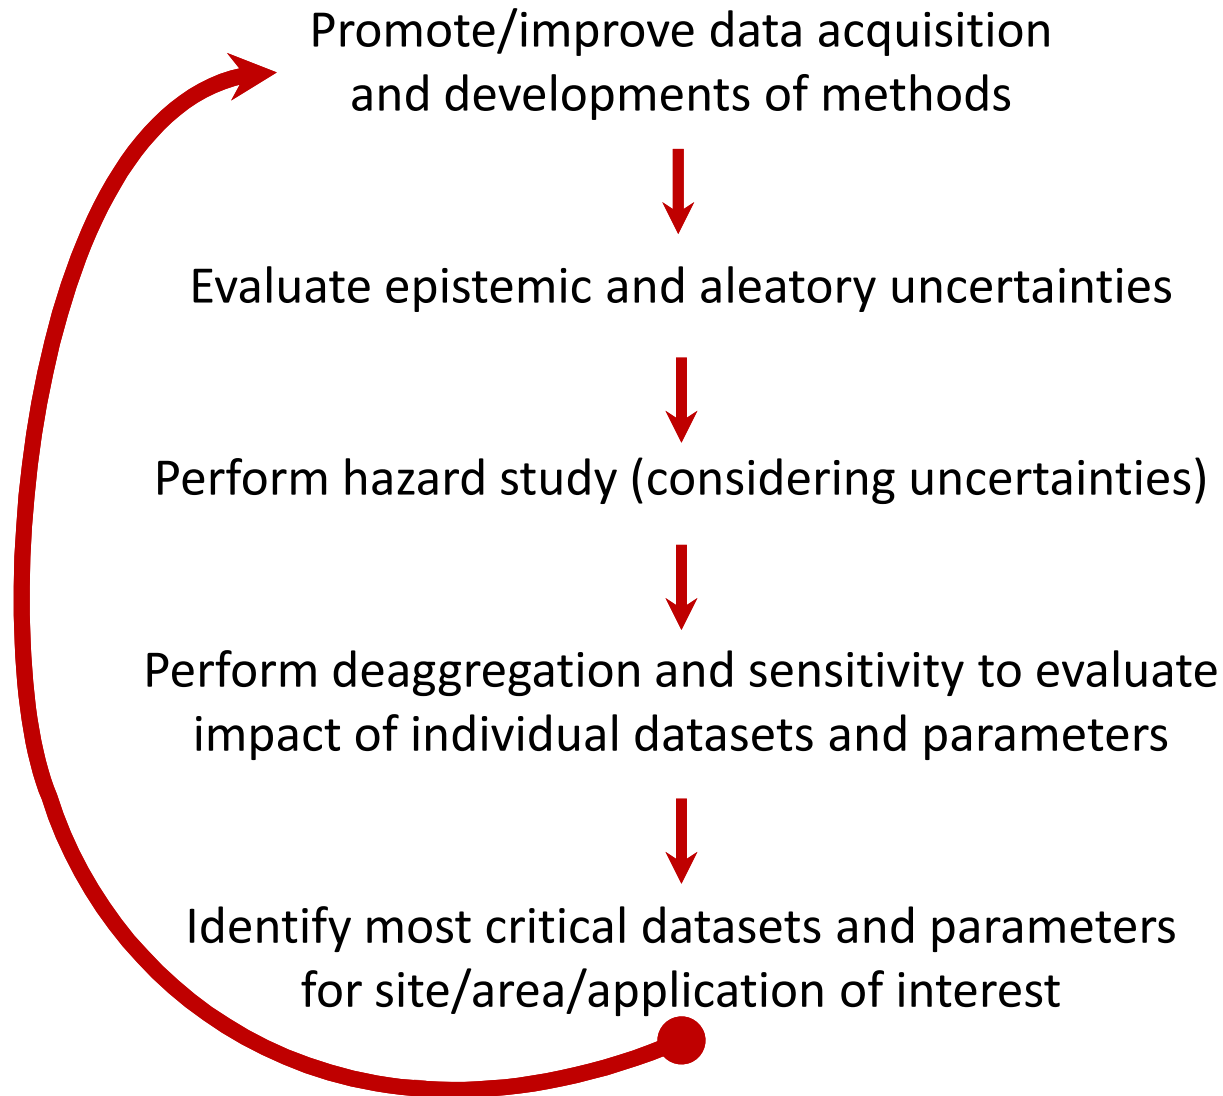 Promote/improve data acquisition
and developments of methods
Evaluate epistemic and aleatory uncertainties
Perform hazard study (considering uncertainties)
Perform deaggregation and sensitivity to evaluate
impact of individual datasets and parameters
Identify most critical datasets and parameters
for site/area/application of interest